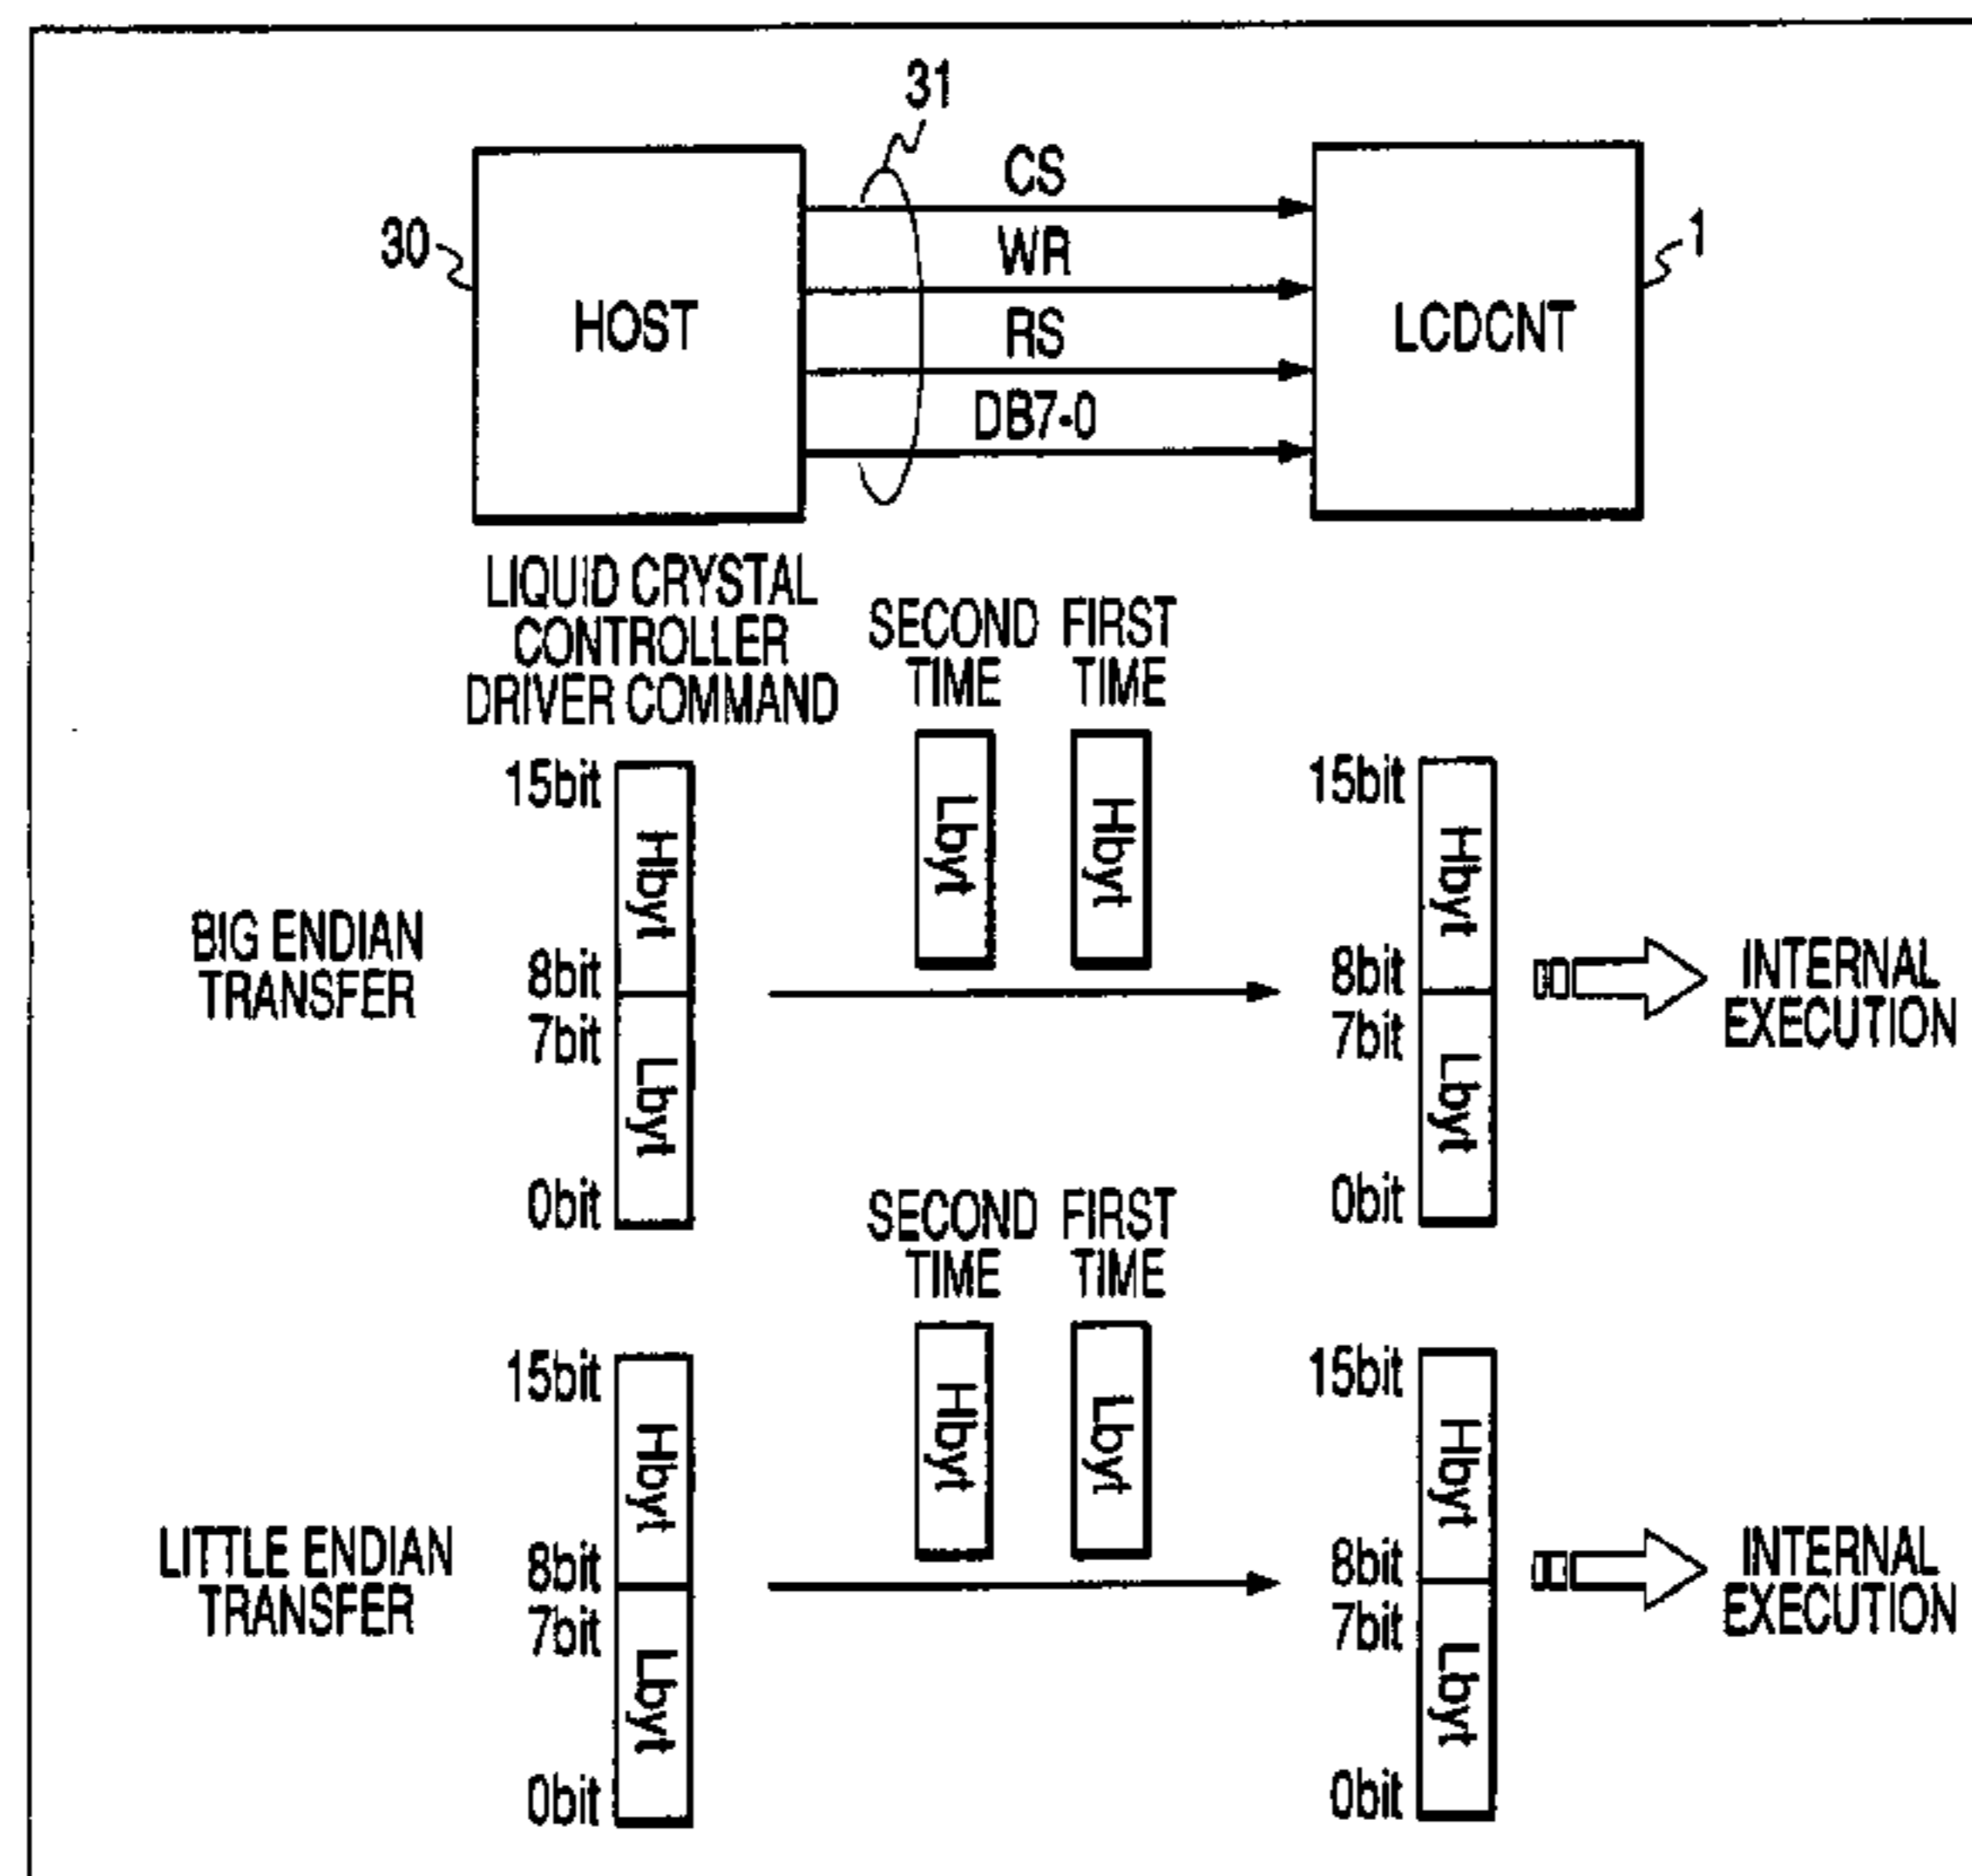 31
CS
30
WR
1
HOST
RS
LCDCNT
DB7-0
LIQUID CRYSTAL
CONTROLLER
DRIVER COMMAND
SECOND
TIME
FIRST
TIME
BIG ENDIAN
TRANSFER
15bit
8bit
7bit
0bit
Hbyt
Lbyt
Lbyt
Hbyt
15bit
8bit
7bit
0bit
Hbyt
Lbyt
INTERNAL
EXECUTION
SECOND
TIME
FIRST
TIME
LITTLE ENDIAN
TRANSFER
15bit
8bit
7bit
0bit
Hbyt
Lbyt
Hbyt
Lbyt
15bit
8bit
7bit
0bit
Hbyt
Lbyt
INTERNAL
EXECUTION